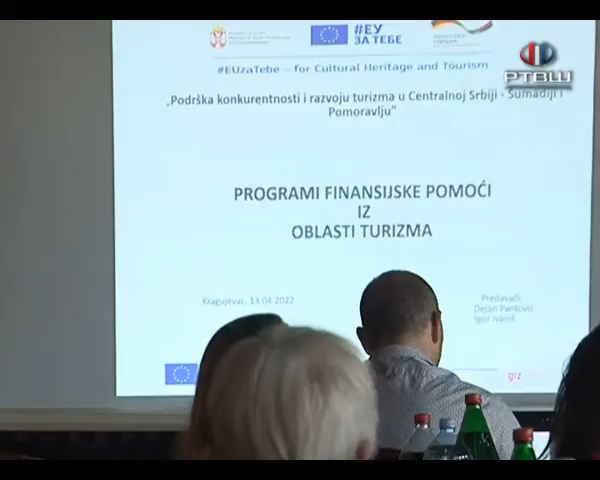 #ЕУ
ЗА ТЕБЕ
#EUzaTebe – for Cultural Heritage and Tourism
РТВШ
„Podrška konkurentnosti i razvoju turizma u Centralnoj Srbiji - Šumadiji i
Pomoravlju“
PROGRAMI FINANSIJSKE POMOĆI
IZ
OBLASTI TURIZMA
Kragujevac, 13.04.2022
Predavači:
Dejan Pantović
Igor Ivaniš
giz